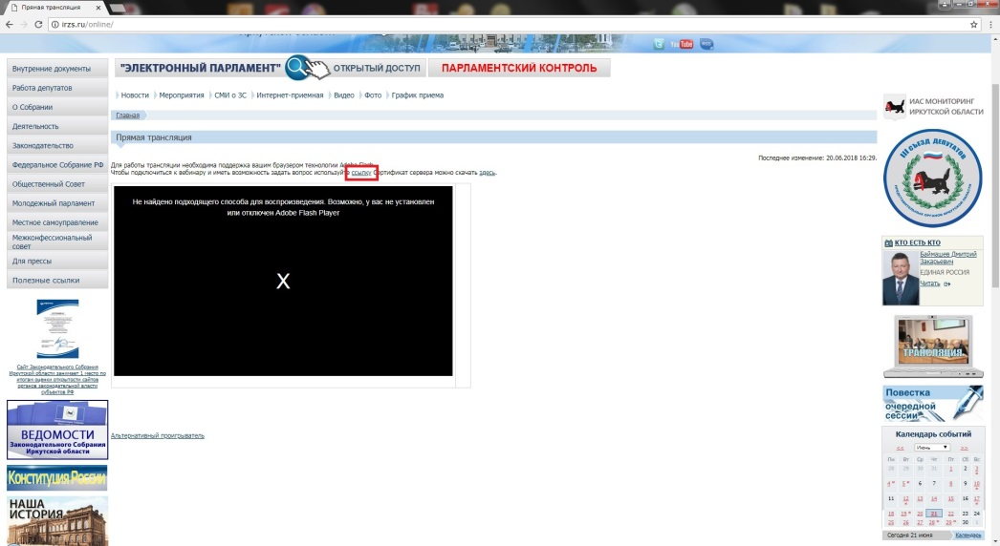 Прямая трансляция
irzs.ru/online/
You Tube
"ЭЛЕКТРОННЫЙ ПАРЛАМЕНТ" ОТКРЫТЫЙ ДОСТУП
ПАРЛАМЕНТСКИЙ КОНТРОЛЬ
Новости Мероприятия СМИ о ЗС Интернет-приемная Видео Фото График приема
Главная
Прямая трансляция
Последнее изменение: 20.06.2018 16:29.
Для работы трансляции необходима поддержка вашим браузером технологии Adobe Flash.
Чтобы подключиться к вебинару и иметь возможность задать вопрос используйте ссылку Сертификат сервера можно скачать здесь.
Не найдено подходящего способа для воспроизведения. Возможно, у вас не установлен
или отключен Adobe Flash Player
X
Альтернативный проигрыватель
Внутренние документы
Работа депутатов
О Собрании
Деятельность
Законодательство
Федеральное Собрание РФ
Общественный Совет
Молодежный парламент
Местное самоуправление
Межконфессиональный
совет
Для прессы
Полезные ссылки
Сайт Законодательного Собрания
Иркутской области занимает 1 место по
итогам оценки открытости сайтов
органов законодательной власти
субъектов РФ
ВЕДОМОСТИ
Законодательного Собрания
Иркутской области
Конституция России
НАША
ИСТОРИЯ
ИАС МОНИТОРИНГ
ИРКУТСКОЙ ОБЛАСТИ
III СЪЕЗД ДЕПУТАТОВ
КТО ЕСТЬ КТО
Баймашев Дмитрий
Закарьевич
ЕДИНАЯ РОССИЯ
Читать
ТРАНСЛЯЦИЯ
Повестка
очередной
сессии
Календарь событий
<< Июнь >>
Пн Вт Ср Чт Пт Сб Вс
28 29 30 31 1 2 3
4 5 6 7 8 9 10
11 12 13 14 15 16 17
18 19 20 21 22 23 24
25 26 27 28 29 30 1
Сегодня 21 июня Календарь